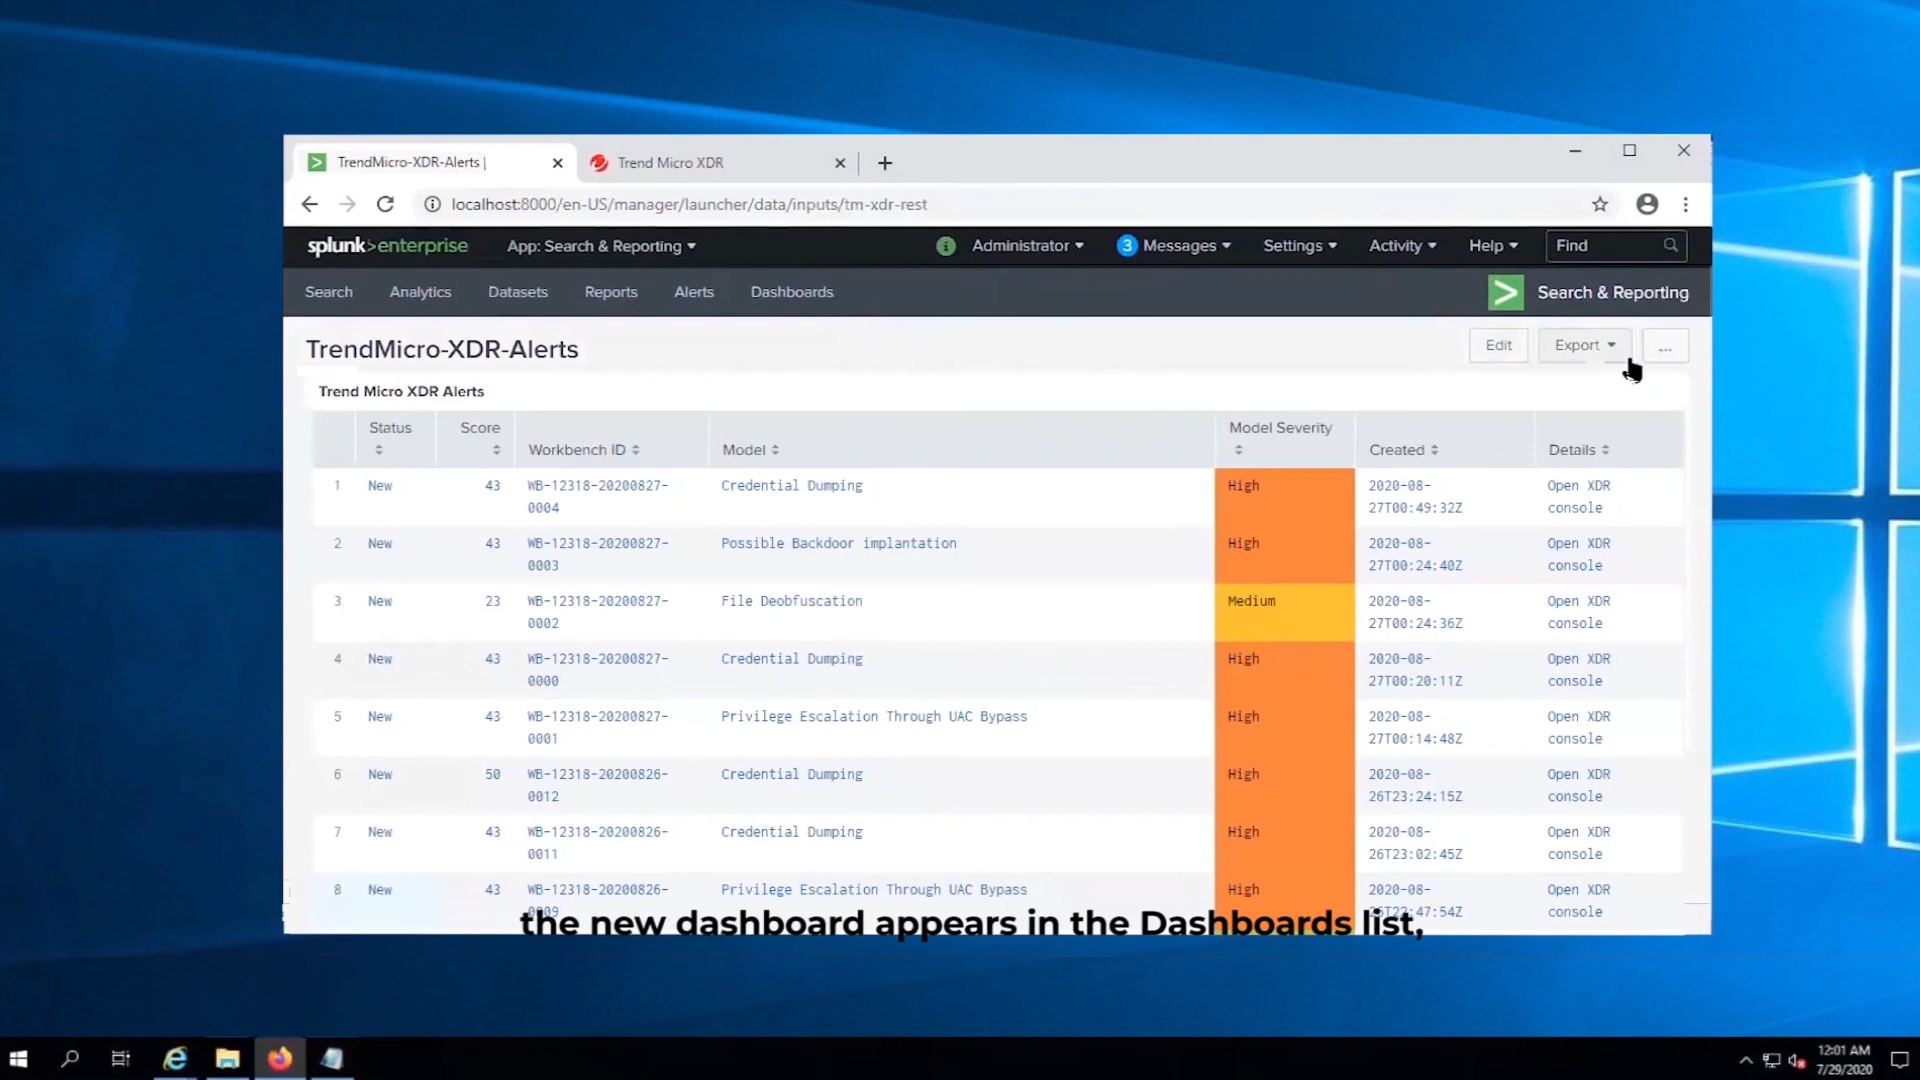 TrendMicro-XDR-Alerts |
Trend Micro XDR
localhost:8000/en-US/manager/launcher/data/inputs/tm-xdr-rest
splunk>enterprise App: Search & Reporting Administrator 3 Messages Settings Activity Help Find
Search Analytics Datasets Reports Alerts Dashboards Search & Reporting
TrendMicro-XDR-Alerts Edit Export ...
Trend Micro XDR Alerts
Status Score Workbench ID Model Model Severity Created Details
1 New 43 WB-12318-20200827- Credential Dumping High 2020-08- Open XDR
0004 27T00:49:32Z console
2 New 43 WB-12318-20200827- Possible Backdoor implantation High 2020-08- Open XDR
0003 27T00:24:40Z console
3 New 23 WB-12318-20200827- File Deobfuscation Medium 2020-08- Open XDR
0002 27T00:24:36Z console
4 New 43 WB-12318-20200827- Credential Dumping High 2020-08- Open XDR
0000 27T00:20:11Z console
5 New 43 WB-12318-20200827- Privilege Escalation Through UAC Bypass High 2020-08- Open XDR
0001 27T00:14:48Z console
6 New 50 WB-12318-20200826- Credential Dumping High 2020-08- Open XDR
0012 26T23:24:15Z console
7 New 43 WB-12318-20200826- Credential Dumping High 2020-08- Open XDR
0011 26T23:02:45Z console
8 New 43 WB-12318-20200826- Privilege Escalation Through UAC Bypass High 2020-08- Open XDR
0009 26T22:47:54Z console
the new dashboard appears in the Dashboards list,
12:01 AM
7/29/2020